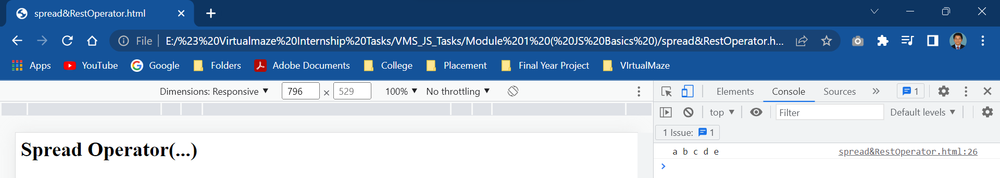 spread&RestOperator.html
File E:/%23%20Virtualmaze%20Internship%20Tasks/VMS_JS_Tasks/Module%201%20(%20JS%20Basics%20)/spread&RestOperator.h...
Apps YouTube Google Folders Adobe Documents College Placement Final Year Project VIrtualMaze
Dimensions: Responsive 796 × 529 100% No throttling
Elements Console Sources 1
top Filter Default levels
1 Issue: 1
Spread Operator(...)
a b c d e spread&RestOperator.html:26